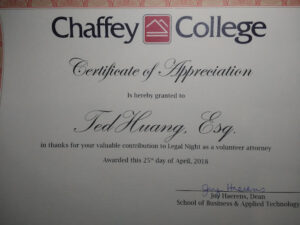 Chaffey College
Certificate of Appreciation
Is hereby granted to
Ted Huang, Esq.
in thanks for your valuable contribution to Legal Night as a volunteer attorney
Awarded this 25th day of April, 2018
Joy Haerens
Joy Haerens, Dean
School of Business & Applied Technology